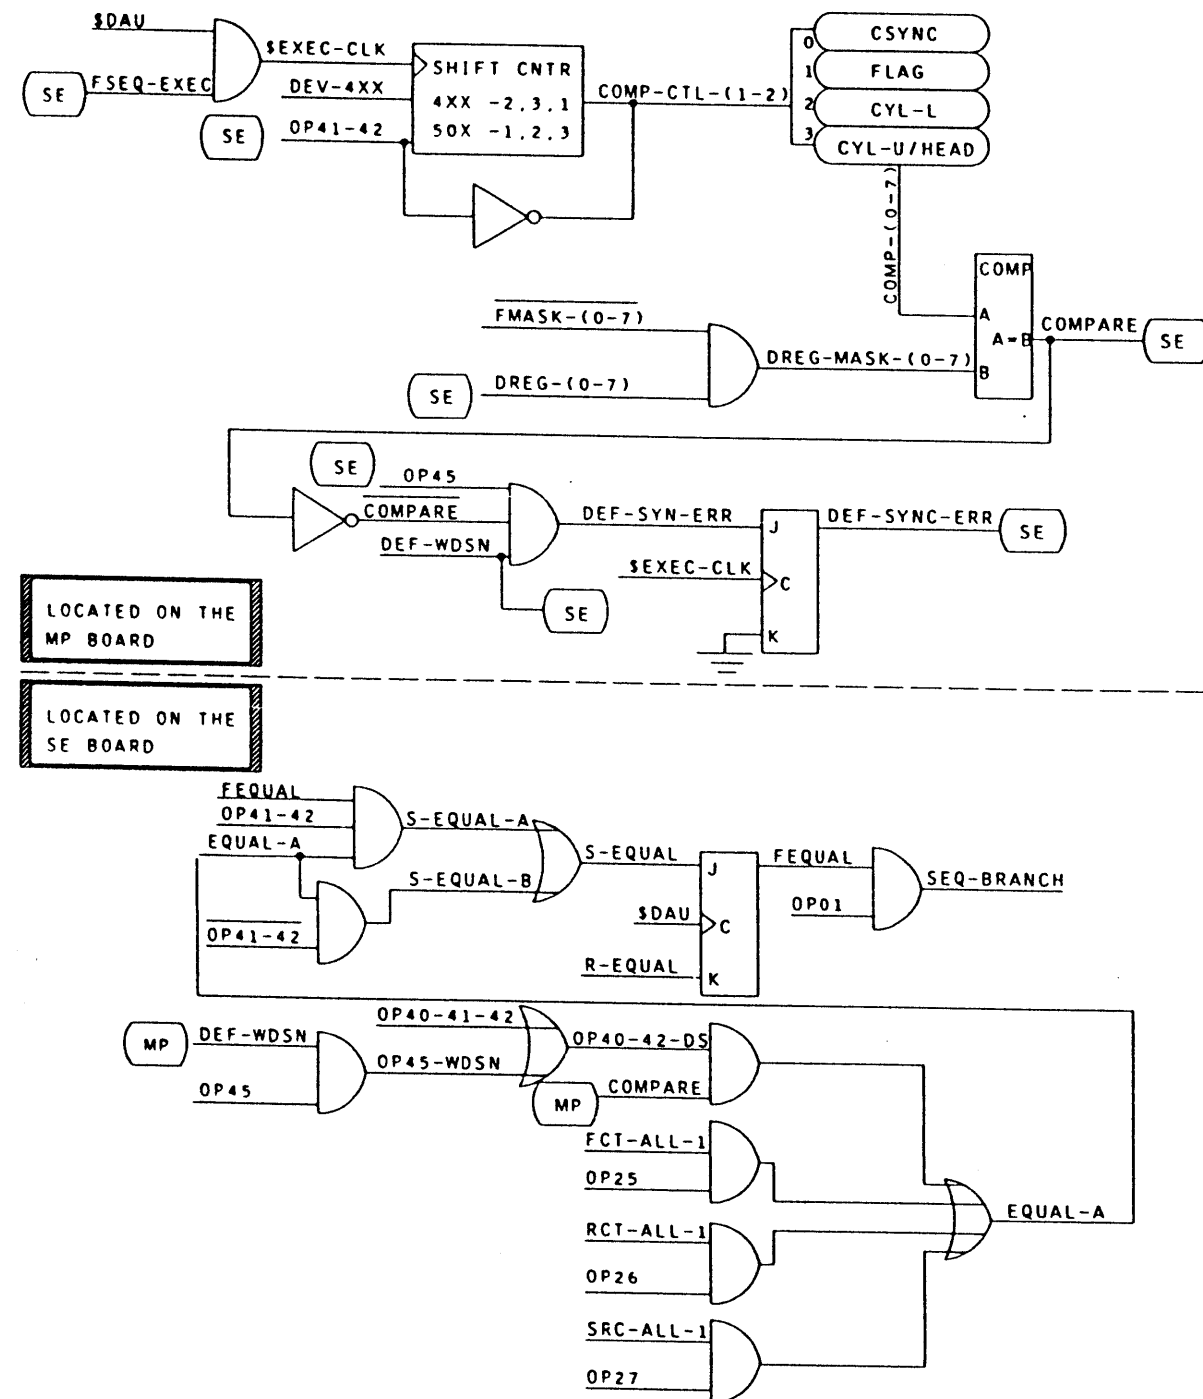 $DAU
$EXEC-CLK
SE
FSEQ-EXEC
DEV-4XX
SE
OP41-42
SHIFT CNTR
4XX -2,3,1
50X -1,2,3
COMP-CTL-(1-2)
0
CSYNC
1
FLAG
2
CYL-L
3
CYL-U/HEAD
COMP-(0-7)
COMP
A
A=B
B
COMPARE
SE
FMASK-(0-7)
SE
DREG-(0-7)
DREG-MASK-(0-7)
SE
OP45
COMPARE
DEF-WDSN
SE
DEF-SYN-ERR
$EXEC-CLK
J
C
K
DEF-SYNC-ERR
SE
LOCATED ON THE
MP BOARD
LOCATED ON THE
SE BOARD
FEQUAL
OP41-42
EQUAL-A
OP41-42
S-EQUAL-A
S-EQUAL-B
S-EQUAL
$DAU
R-EQUAL
J
C
K
FEQUAL
OP01
SEQ-BRANCH
MP
DEF-WDSN
OP45
OP40-41-42
OP45-WDSN
OP40-42-DS
MP
COMPARE
FCT-ALL-1
OP25
RCT-ALL-1
OP26
SRC-ALL-1
OP27
EQUAL-A